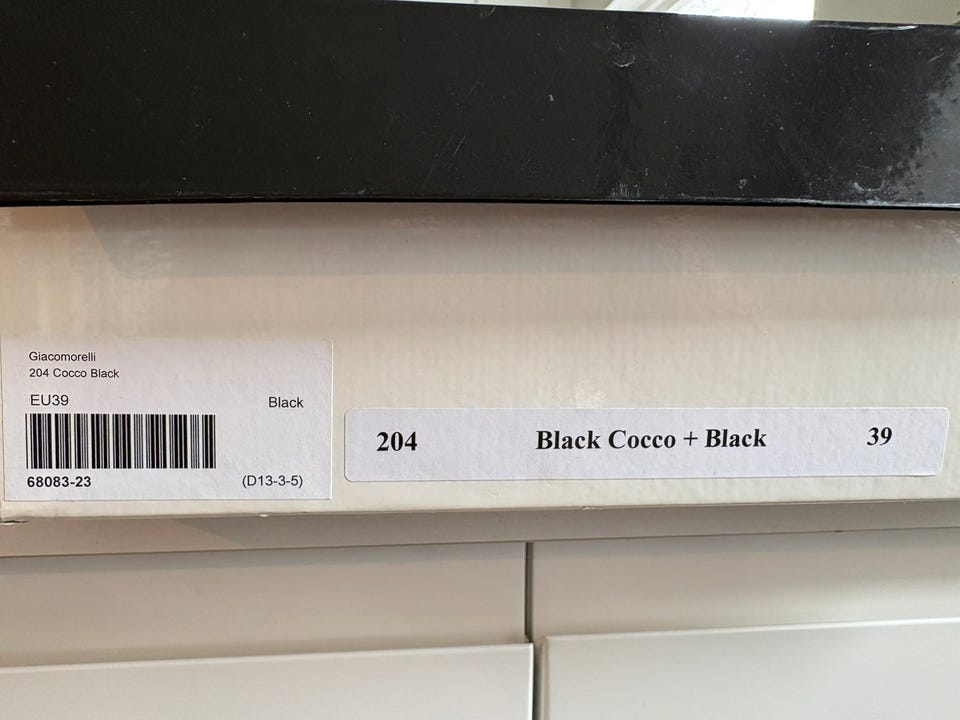 Giacomorelli
204 Cocco Black
EU39 Black
68083-23 (D13-3-5)
204 Black Cocco + Black 39